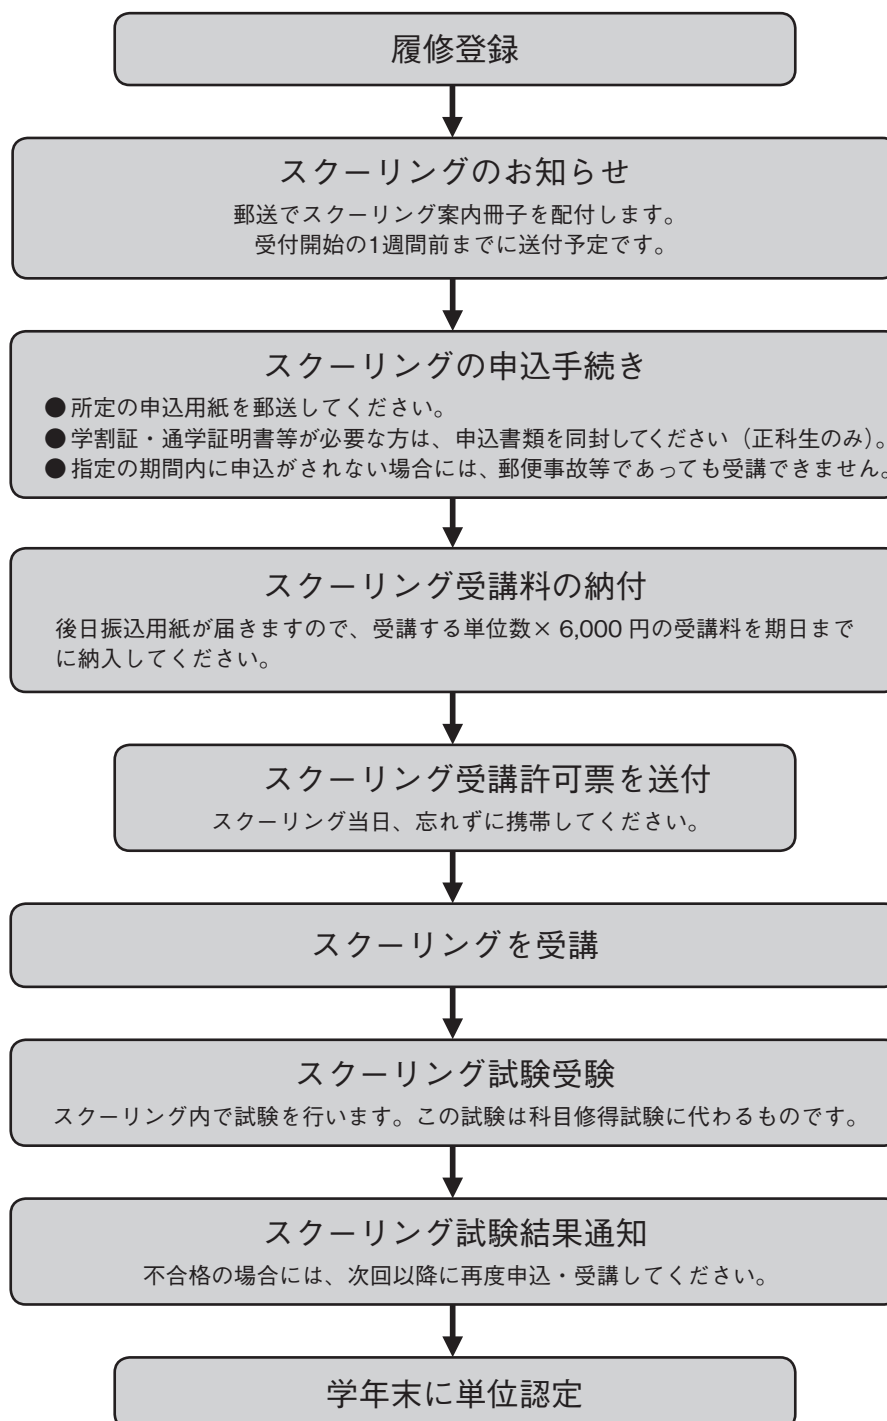 履修登録
スクーリングのお知らせ
郵送でスクーリング案内冊子を配付します。
受付開始の1週間前までに送付予定です。
スクーリングの申込手続き
●所定の申込用紙を郵送してください。
●学割証・通学証明書等が必要な方は、申込書類を同封してください（正科生のみ）。
●指定の期間内に申込がされない場合には、郵便事故等であっても受講できません。
スクーリング受講料の納付
後日振込用紙が届きますので、受講する単位数× 6,000 円の受講料を期日まで
に納入してください。
スクーリング受講許可票を送付
スクーリング当日、忘れずに携帯してください。
スクーリングを受講
スクーリング試験受験
スクーリング内で試験を行います。この試験は科目修得試験に代わるものです。
スクーリング試験結果通知
不合格の場合には、次回以降に再度申込・受講してください。
学年末に単位認定